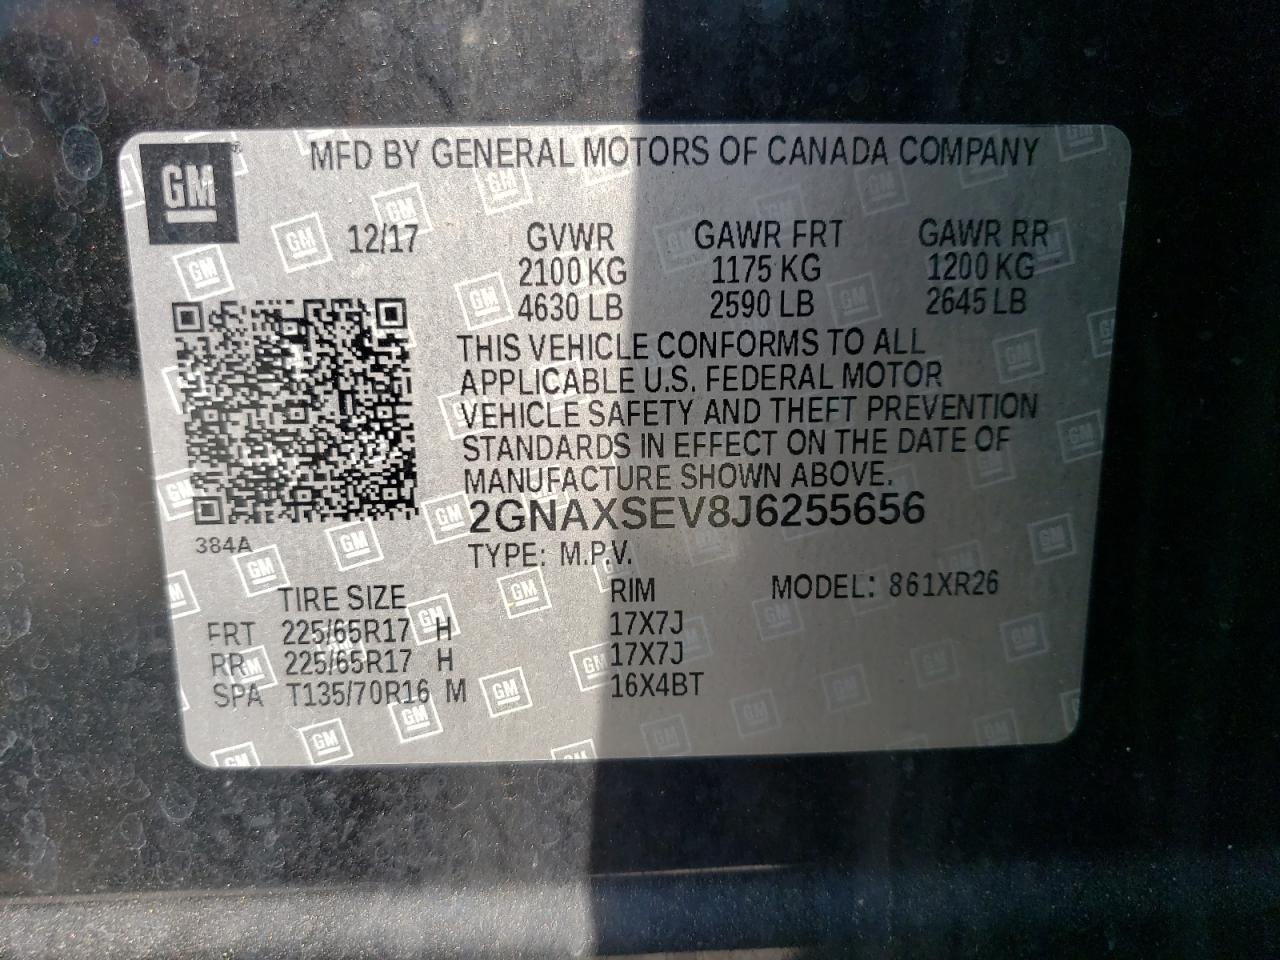 GM
MFD BY GENERAL MOTORS OF CANADA COMPANY
12/17 GVWR GAWR FRT GAWR RR
2100 KG 1175 KG 1200 KG
4630 LB 2590 LB 2645 LB
THIS VEHICLE CONFORMS TO ALL
APPLICABLE U.S. FEDERAL MOTOR
VEHICLE SAFETY AND THEFT PREVENTION
STANDARDS IN EFFECT ON THE DATE OF
MANUFACTURE SHOWN ABOVE.
2GNAXSEV8J6255656
384A
TYPE: M.P.V.
TIRE SIZE RIM MODEL: 861XR26
FRT 225/65R17 H 17X7J
RR 225/65R17 H 17X7J
SPA T135/70R16 M 16X4BT